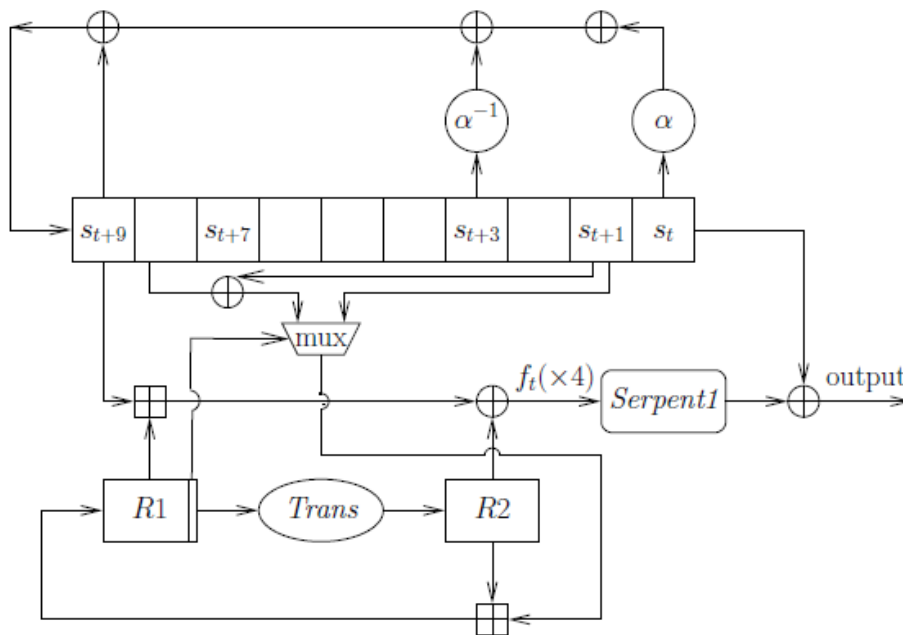 α⁻¹ α
s_{t+9} s_{t+7} s_{t+3} s_{t+1} s_t
mux
f_t(×4) output
Serpent1
R1 Trans R2